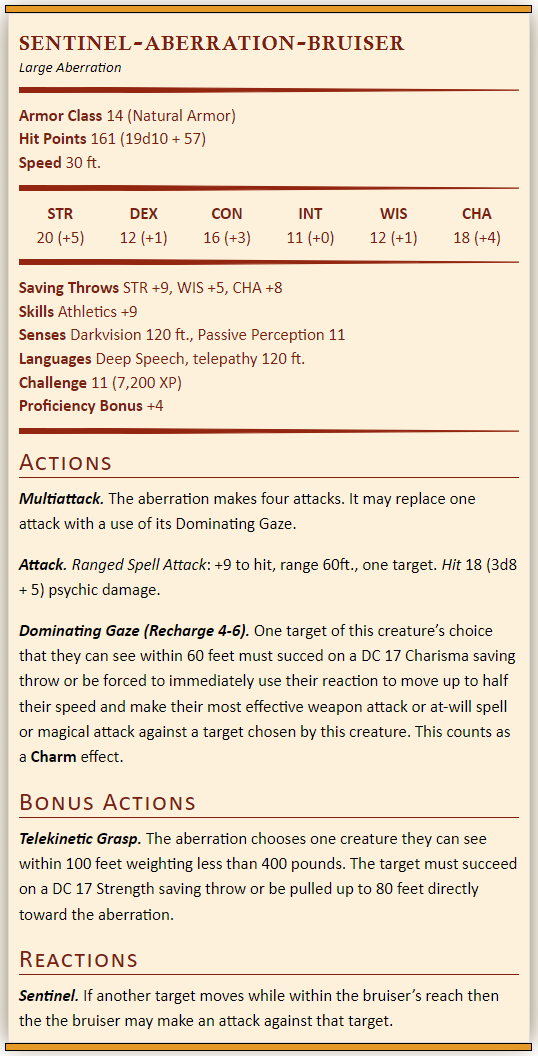 SENTINEL-ABERRATION-BRUISER
Large Aberration
Armor Class 14 (Natural Armor)
Hit Points 161 (19d10 + 57)
Speed 30 ft.
STR DEX CON INT WIS CHA
20 (+5) 12 (+1) 16 (+3) 11 (+0) 12 (+1) 18 (+4)
Saving Throws STR +9, WIS +5, CHA +8
Skills Athletics +9
Senses Darkvision 120 ft., Passive Perception 11
Languages Deep Speech, telepathy 120 ft.
Challenge 11 (7,200 XP)
Proficiency Bonus +4
Actions
Multiattack. The aberration makes four attacks. It may replace one
attack with a use of its Dominating Gaze.
Attack. Ranged Spell Attack: +9 to hit, range 60ft., one target. Hit 18 (3d8
+ 5) psychic damage.
Dominating Gaze (Recharge 4-6). One target of this creature's choice
that they can see within 60 feet must succed on a DC 17 Charisma saving
throw or be forced to immediately use their reaction to move up to half
their speed and make their most effective weapon attack or at-will spell
or magical attack against a target chosen by this creature. This counts as
a Charm effect.
Bonus Actions
Telekinetic Grasp. The aberration chooses one creature they can see
within 100 feet weighting less than 400 pounds. The target must succeed
on a DC 17 Strength saving throw or be pulled up to 80 feet directly
toward the aberration.
Reactions
Sentinel. If another target moves while within the bruiser's reach then
the the bruiser may make an attack against that target.